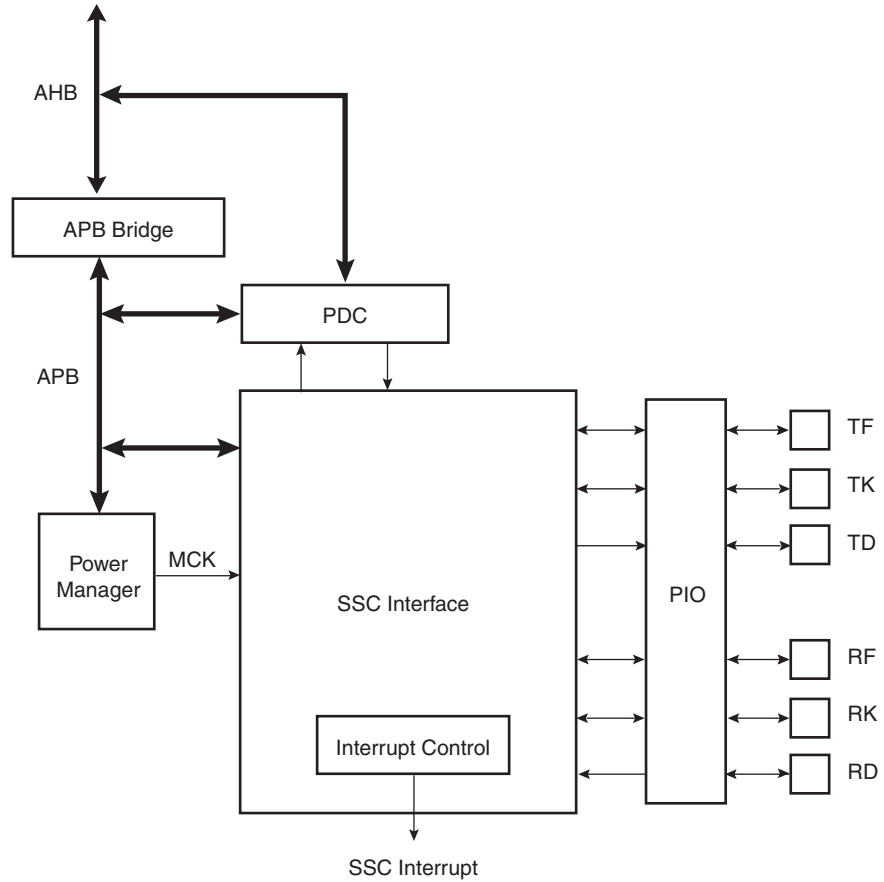 AHB
APB Bridge
PDC
APB
TF
TK
TD
Power
Manager
MCK
SSC Interface
PIO
RF
RK
RD
Interrupt Control
SSC Interrupt